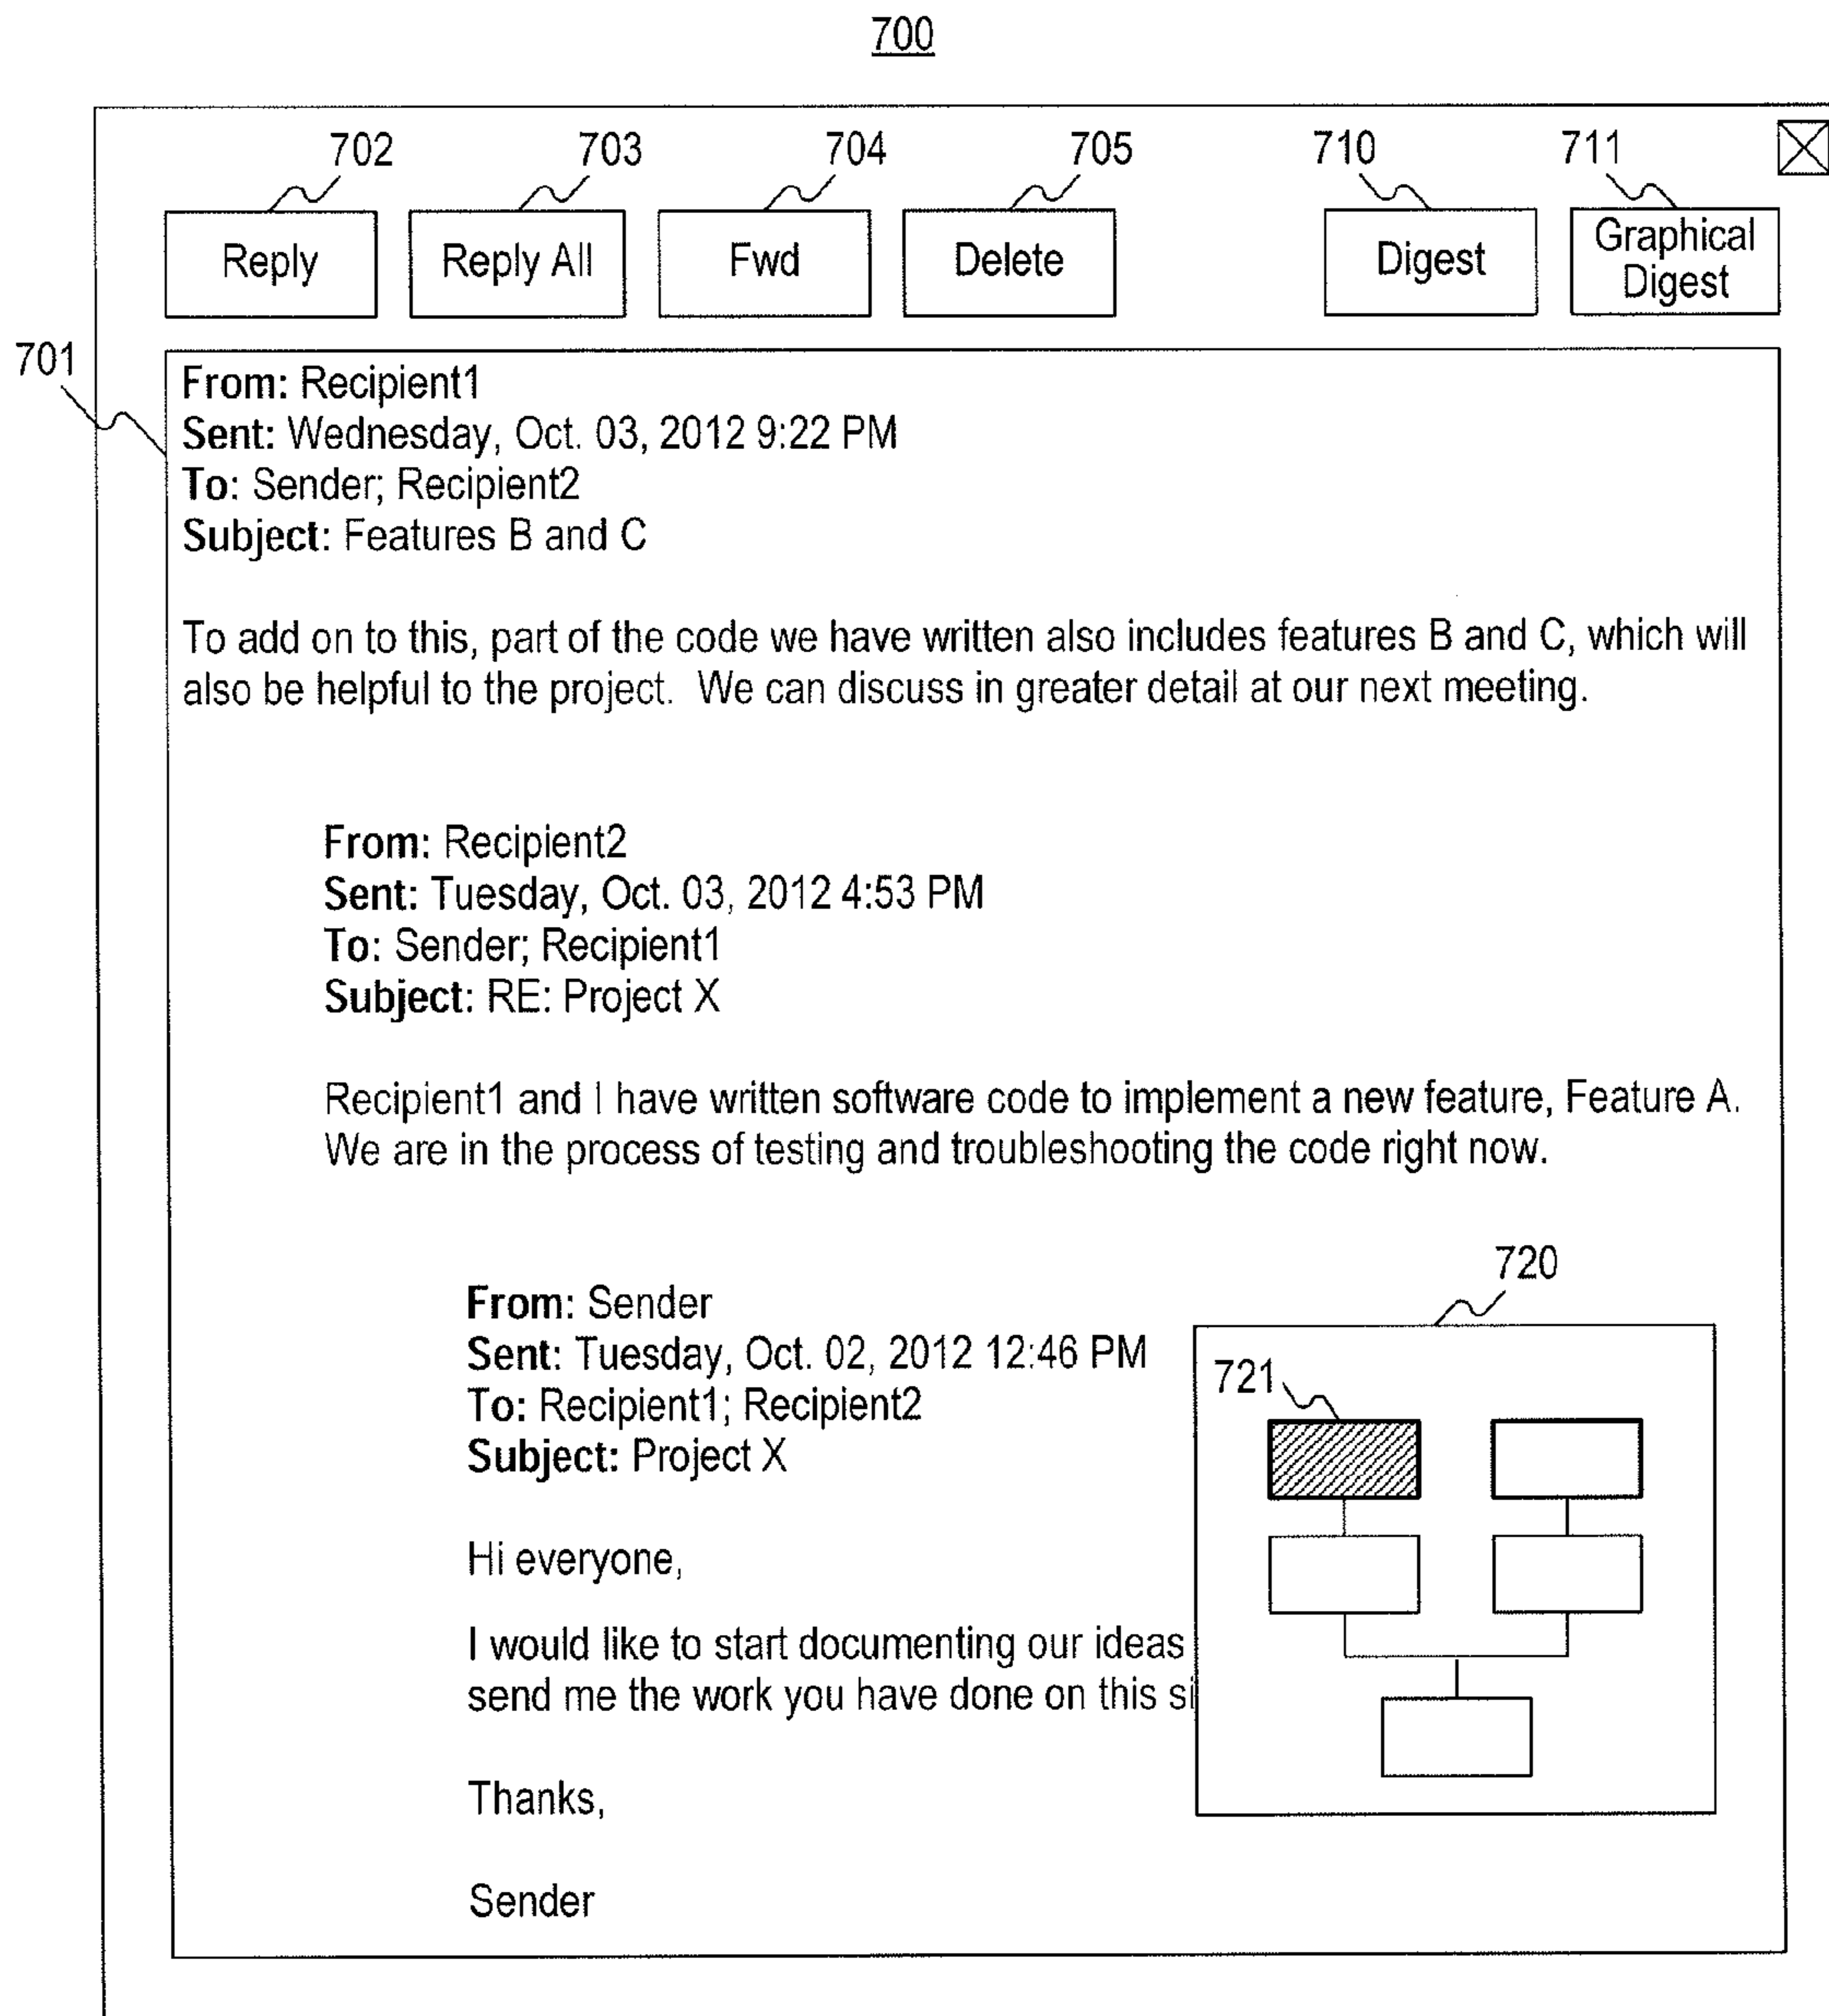 700
702 703 704 705 710 711
Reply Reply All Fwd Delete Digest Graphical Digest
701
From: Recipient1
Sent: Wednesday, Oct. 03, 2012 9:22 PM
To: Sender; Recipient2
Subject: Features B and C
To add on to this, part of the code we have written also includes features B and C, which will
also be helpful to the project. We can discuss in greater detail at our next meeting.
From: Recipient2
Sent: Tuesday, Oct. 03, 2012 4:53 PM
To: Sender; Recipient1
Subject: RE: Project X
Recipient1 and I have written software code to implement a new feature, Feature A.
We are in the process of testing and troubleshooting the code right now.
720
From: Sender
Sent: Tuesday, Oct. 02, 2012 12:46 PM
To: Recipient1; Recipient2
Subject: Project X
721
Hi everyone,
I would like to start documenting our ideas
send me the work you have done on this si
Thanks,
Sender